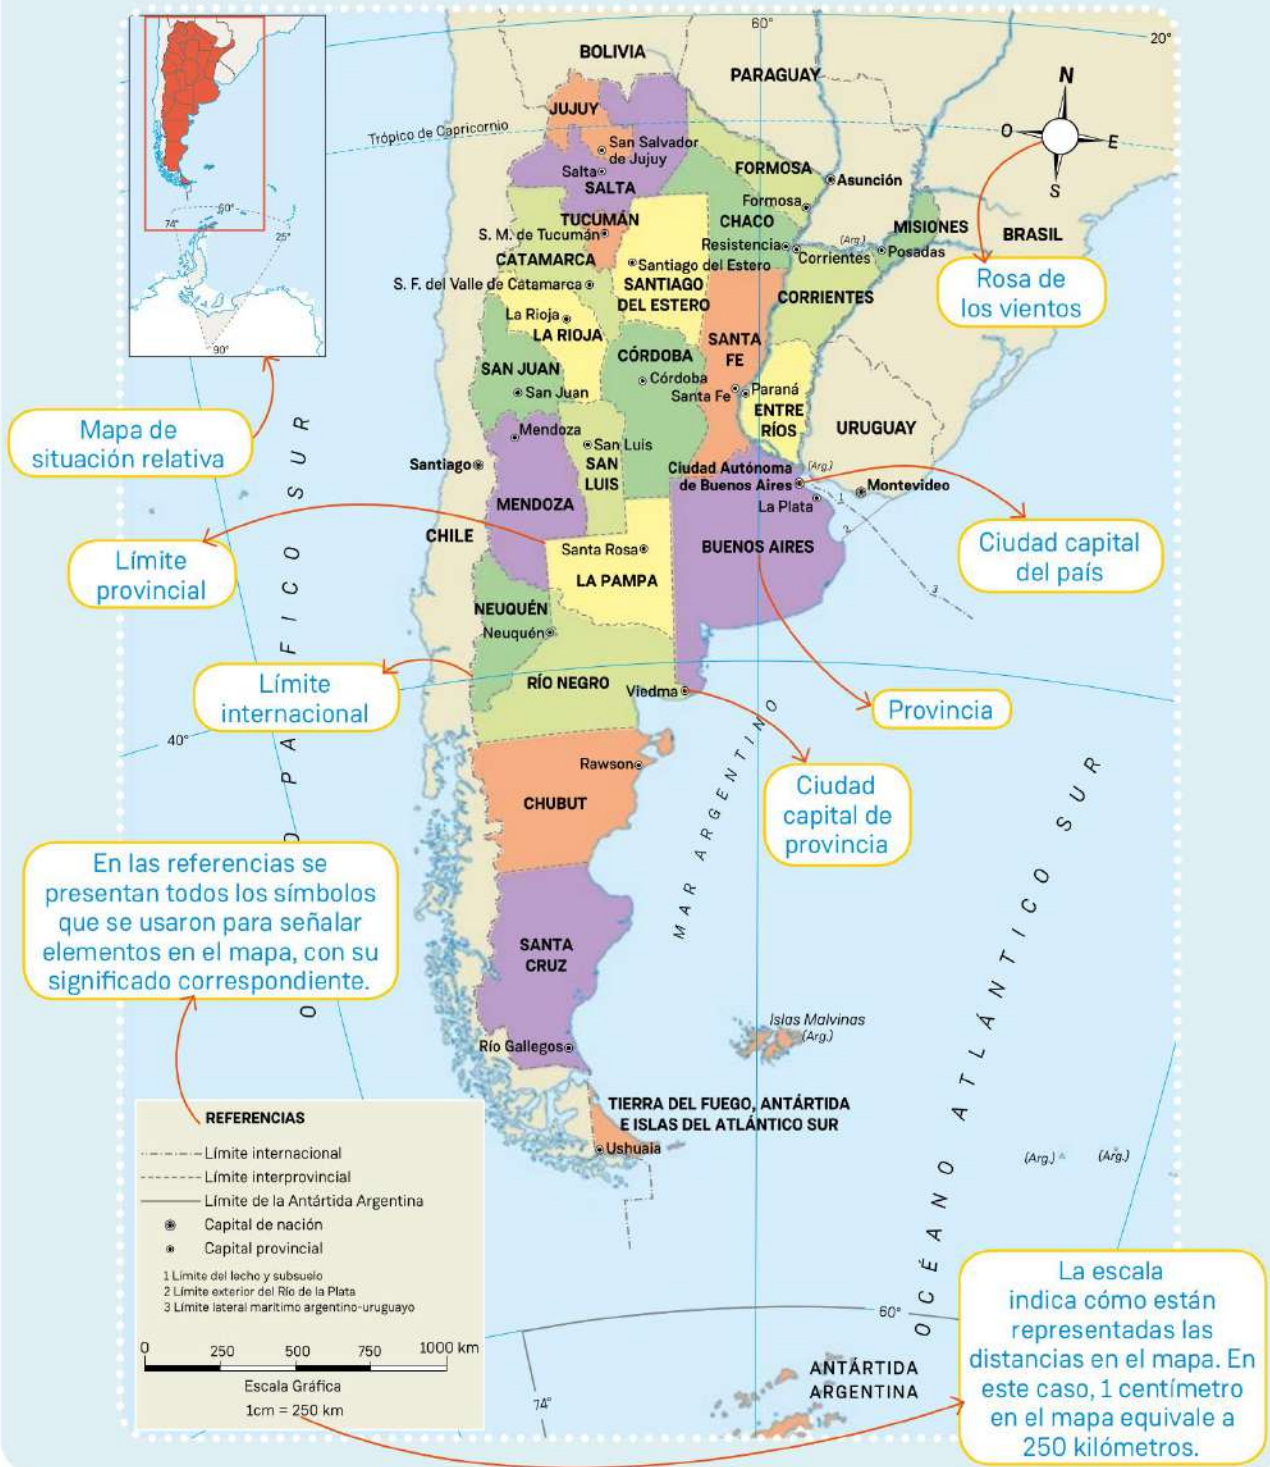 60°
20°
BOLIVIA
PARAGUAY
N
O
E
S
JUJUY
Trópico de Capricornio
San Salvador
de Jujuy
Salta
SALTA
FORMOSA
Asunción
Formosa
TUCUMÁN
CHACO
MISIONES
BRASIL
S. M. de Tucumán
Resistencia
(Arg.)
Corrientes
Posadas
CATAMARCA
Santiago del Estero
S. F. del Valle de Catamarca
SANTIAGO
DEL ESTERO
CORRIENTES
Rosa de
los vientos
La Rioja
LA RIOJA
SANTA
FE
CÓRDOBA
Córdoba
SAN JUAN
San Juan
Santa Fe
Paraná
ENTRE
RÍOS
URUGUAY
60°
74°
25°
90°
Mapa de
situación relativa
Mendoza
San Luis
SAN
LUIS
Santiago
Ciudad Autónoma
de Buenos Aires
(Arg.)
Montevideo
La Plata
1
2
3
MENDOZA
CHILE
Santa Rosa
BUENOS AIRES
LA PAMPA
Límite
provincial
Ciudad capital
del país
NEUQUÉN
Neuquén
RÍO NEGRO
Viedma
Límite
internacional
Provincia
40°
Rawson
CHUBUT
Ciudad
capital de
provincia
MAR ARGENTINO
En las referencias se
presentan todos los símbolos
que se usaron para señalar
elementos en el mapa, con su
significado correspondiente.
SANTA
CRUZ
Río Gallegos
Islas Malvinas
(Arg.)
TIERRA DEL FUEGO, ANTÁRTIDA
E ISLAS DEL ATLÁNTICO SUR
Ushuaia
(Arg.)
(Arg.)
OCÉANO ATLÁNTICO SUR
REFERENCIAS
Límite internacional
Límite interprovincial
Límite de la Antártida Argentina
Capital de nación
Capital provincial
1 Límite del lecho y subsuelo
2 Límite exterior del Río de la Plata
3 Límite lateral marítimo argentino-uruguayo
0 250 500 750 1000 km
Escala Gráfica
1cm = 250 km
60°
74°
ANTÁRTIDA
ARGENTINA
La escala
indica cómo están
representadas las
distancias en el mapa. En
este caso, 1 centímetro
en el mapa equivale a
250 kilómetros.